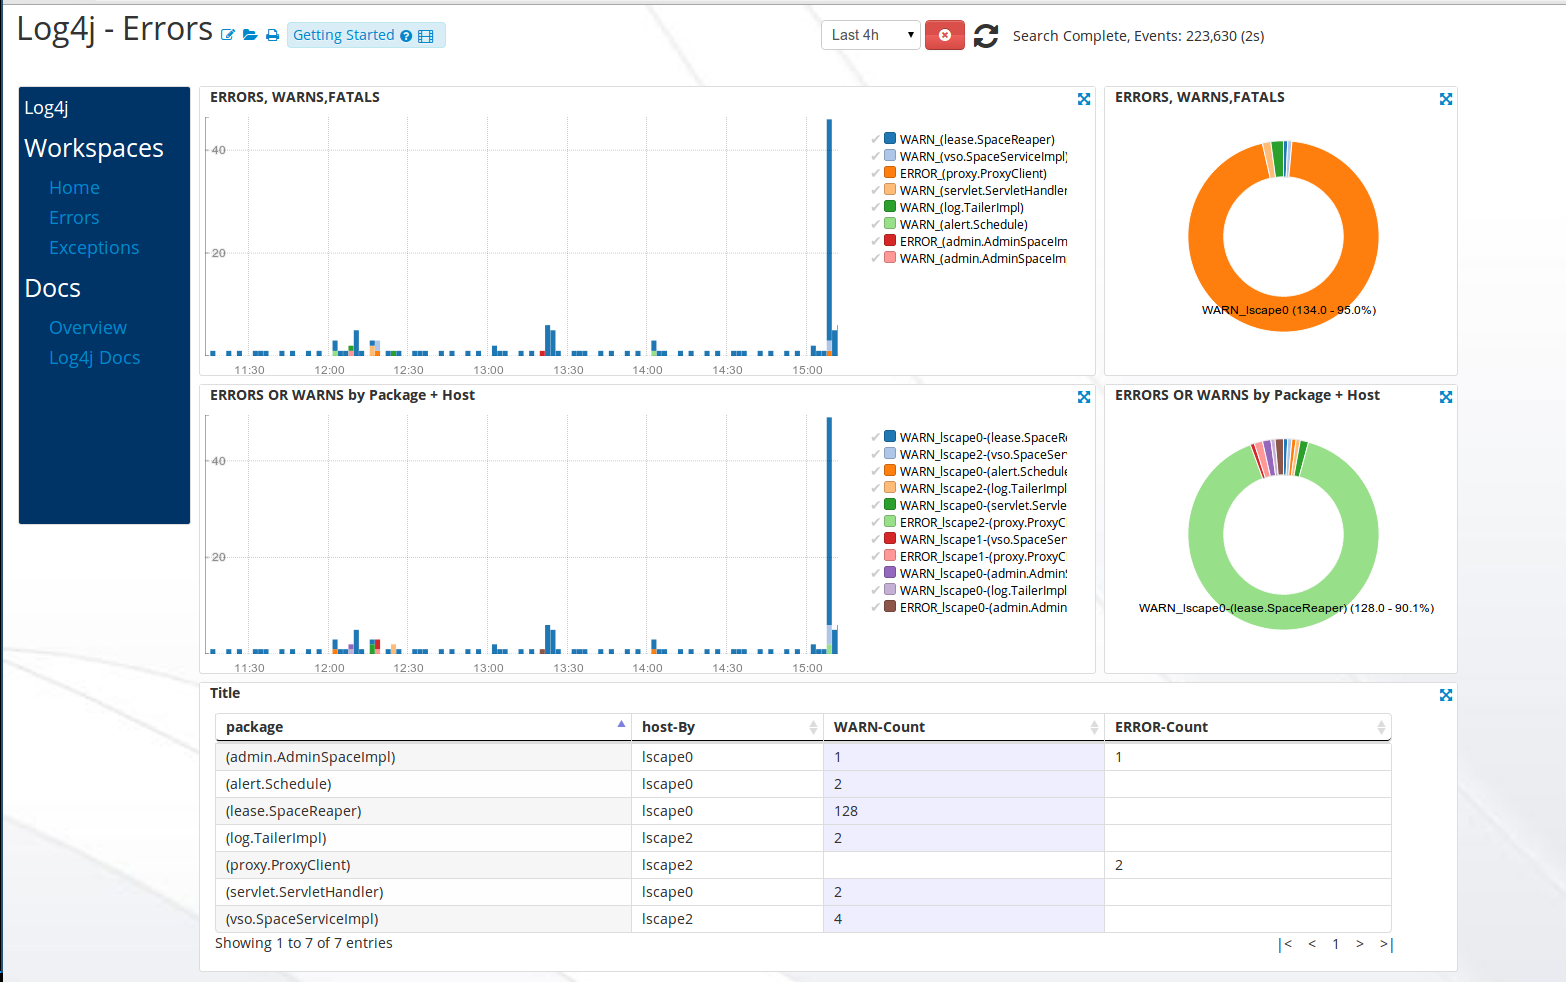 Log4j - Errors
Getting Started
Last 4h
Search Complete, Events: 223,630 (2s)
Log4j
Workspaces
Home
Errors
Exceptions
Docs
Overview
Log4j Docs
ERRORS, WARNS,FATALS
40
20
11:30 12:00 12:30 13:00 13:30 14:00 14:30 15:00
WARN_(lease.SpaceReaper)
WARN_(vso.SpaceServiceImpl)
ERROR_(proxy.ProxyClient)
WARN_(servlet.ServletHandler
WARN_(log.TailerImpl)
WARN_(alert.Schedule)
ERROR_(admin.AdminSpaceIm
WARN_(admin.AdminSpaceIm
ERRORS, WARNS,FATALS
WARN_lscape0 (134.0 - 95.0%)
ERRORS OR WARNS by Package + Host
40
20
11:30 12:00 12:30 13:00 13:30 14:00 14:30 15:00
WARN_lscape0-(lease.SpaceRe
WARN_lscape2-(vso.SpaceSer
WARN_lscape0-(alert.Schedule
WARN_lscape2-(log.TailerImpl
WARN_lscape0-(servlet.Servle
ERROR_lscape2-(proxy.ProxyC
WARN_lscape1-(vso.SpaceSer
ERROR_lscape1-(proxy.ProxyC
WARN_lscape0-(admin.Admin
WARN_lscape0-(log.TailerImpl
ERROR_lscape0-(admin.Admin
ERRORS OR WARNS by Package + Host
WARN_lscape0-(lease.SpaceReaper) (128.0 - 90.1%)
Title
package host-By WARN-Count ERROR-Count
(admin.AdminSpaceImpl) lscape0 1 1
(alert.Schedule) lscape0 2
(lease.SpaceReaper) lscape0 128
(log.TailerImpl) lscape2 2
(proxy.ProxyClient) lscape2 2
(servlet.ServletHandler) lscape0 2
(vso.SpaceServiceImpl) lscape2 4
Showing 1 to 7 of 7 entries
|< < 1 > >|